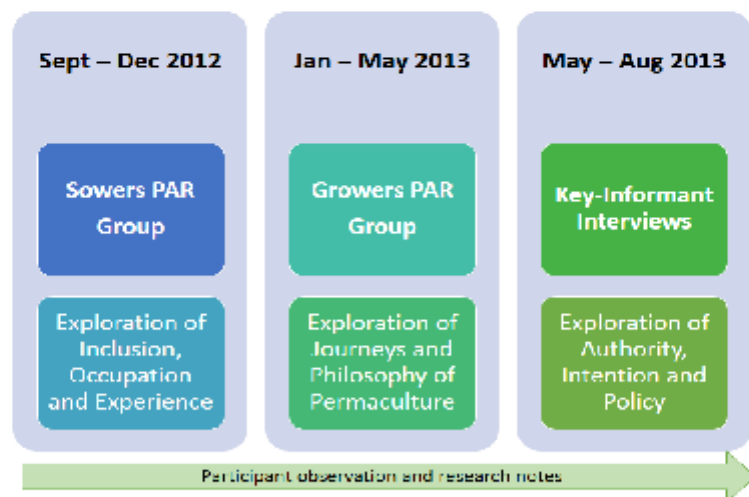 Sept – Dec 2012
Sowers PAR
Group
Exploration of
Inclusion,
Occupation
and Experience
Jan – May 2013
Growers PAR
Group
Exploration of
Journeys and
Philosophy of
Permaculture
May – Aug 2013
Key-Informant
Interviews
Exploration of
Authority,
Intention and
Policy
Participant observation and research notes